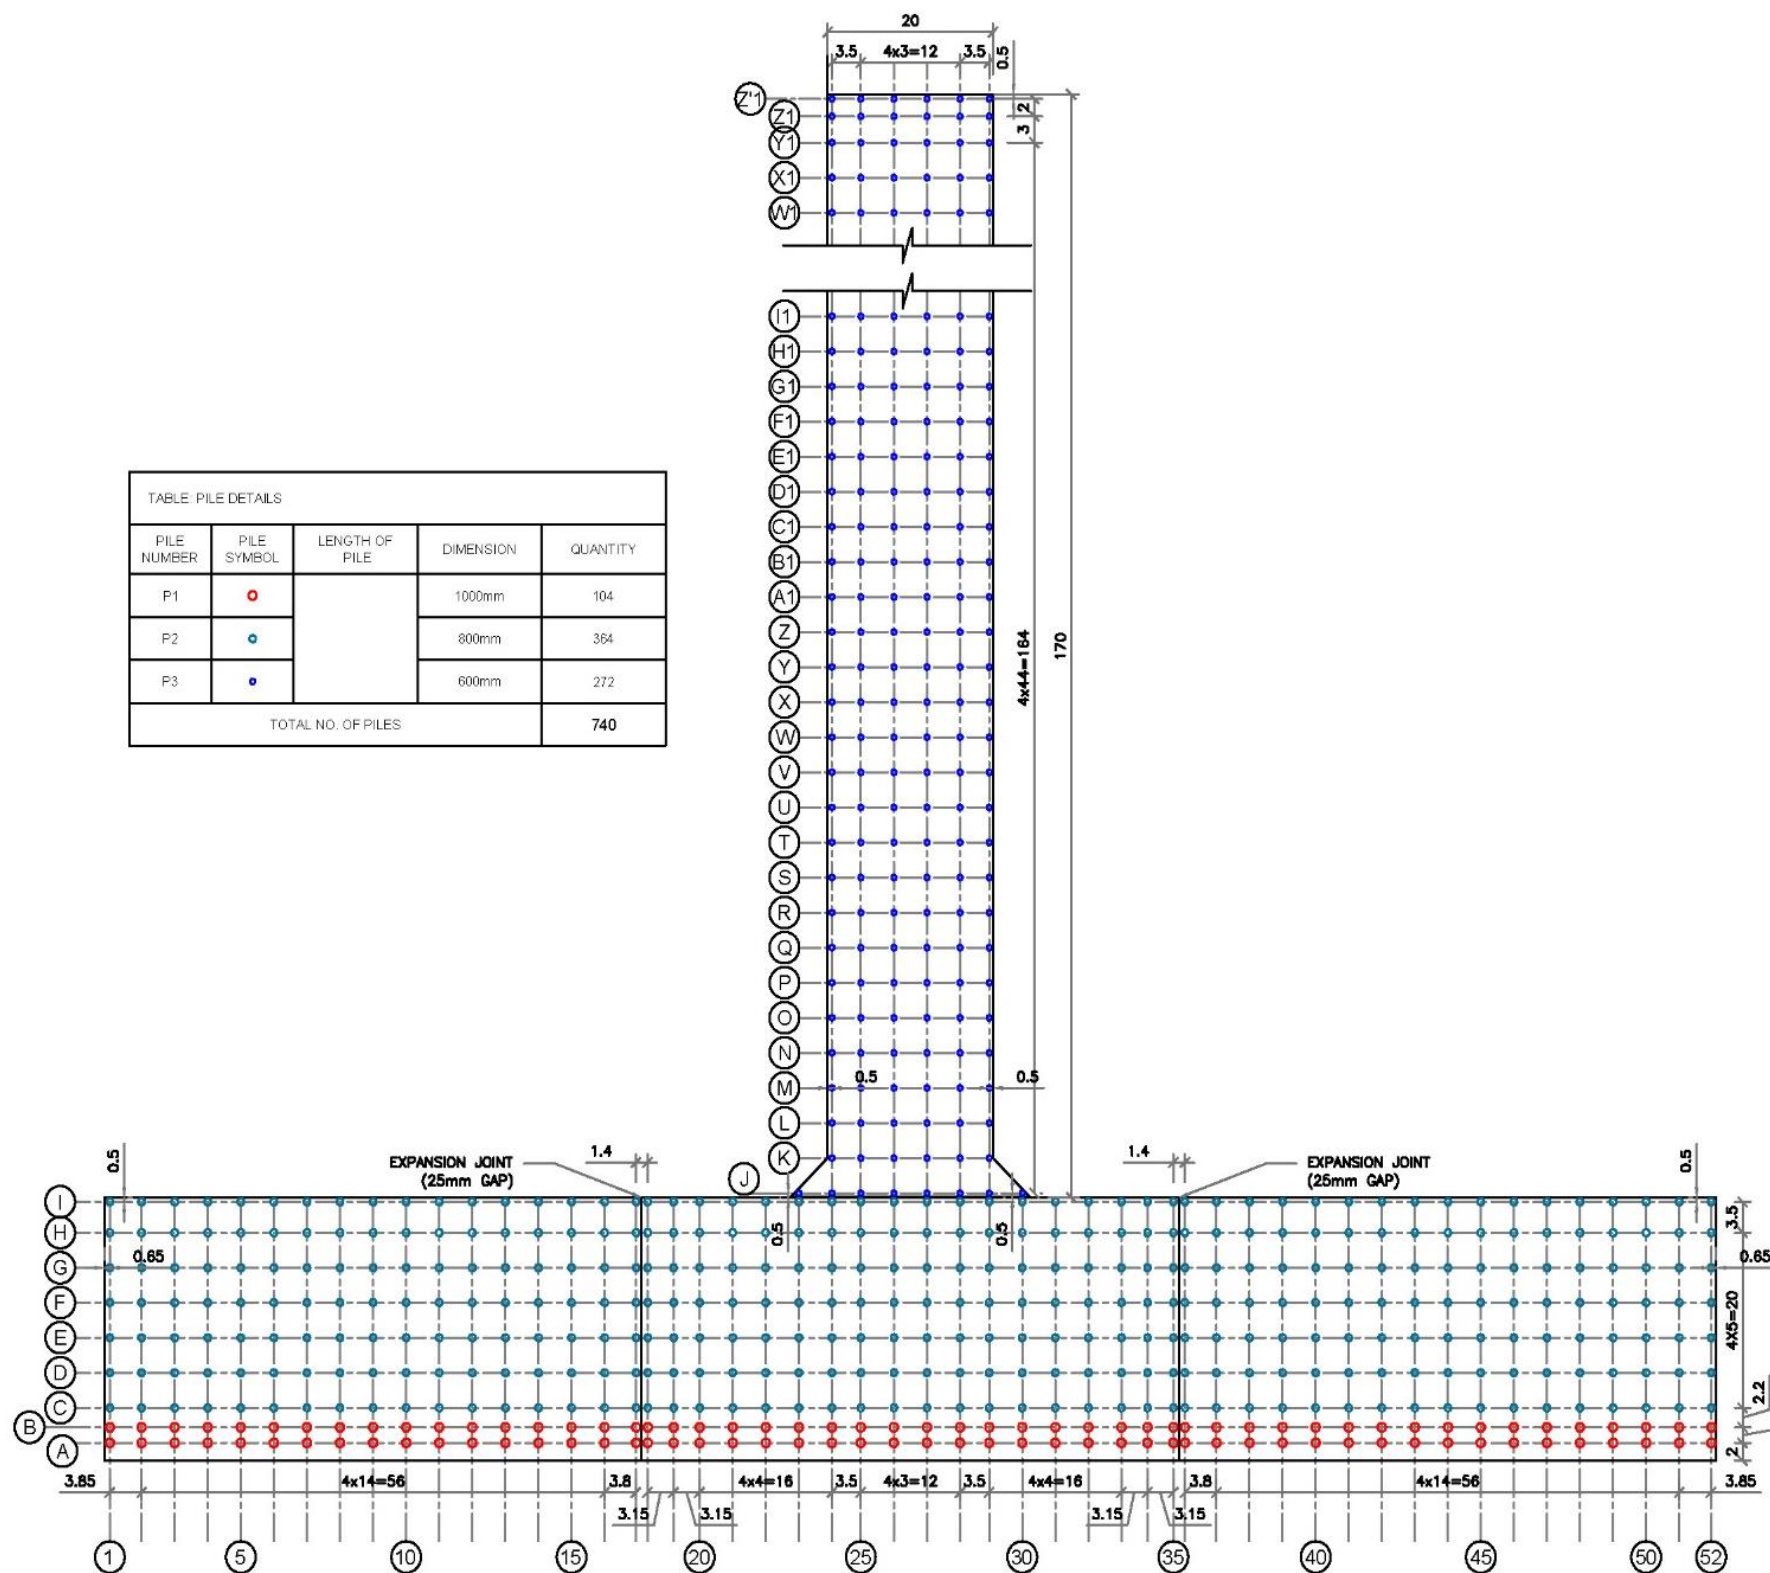 20
3.5 4x3=12 3.5 0.5
Z'1
Z1 2
Y1 3
X1
W1
I1
H1
G1
F1
E1
D1
C1
B1
A1
Z
Y
X
W
V
U
T
S
R
Q
P
O
N
M 0.5 0.5
L
K
J
4x44=164
170
TABLE: PILE DETAILS
PILE NUMBER PILE SYMBOL LENGTH OF PILE DIMENSION QUANTITY
P1 1000mm 104
P2 800mm 364
P3 600mm 272
TOTAL NO. OF PILES 740
0.5 EXPANSION JOINT 1.4 1.4 EXPANSION JOINT 0.5
(25mm GAP) (25mm GAP)
I 3.5
H 0.5 0.5
G 0.65 0.65
F
E 4X5=20
D
C 2.2
B
A 2
3.85 4x14=56 3.8 4x4=16 3.5 4x3=12 3.5 4x4=16 3.8 4x14=56 3.85
3.15 3.15 3.15 3.15
1 5 10 15 20 25 30 35 40 45 50 52